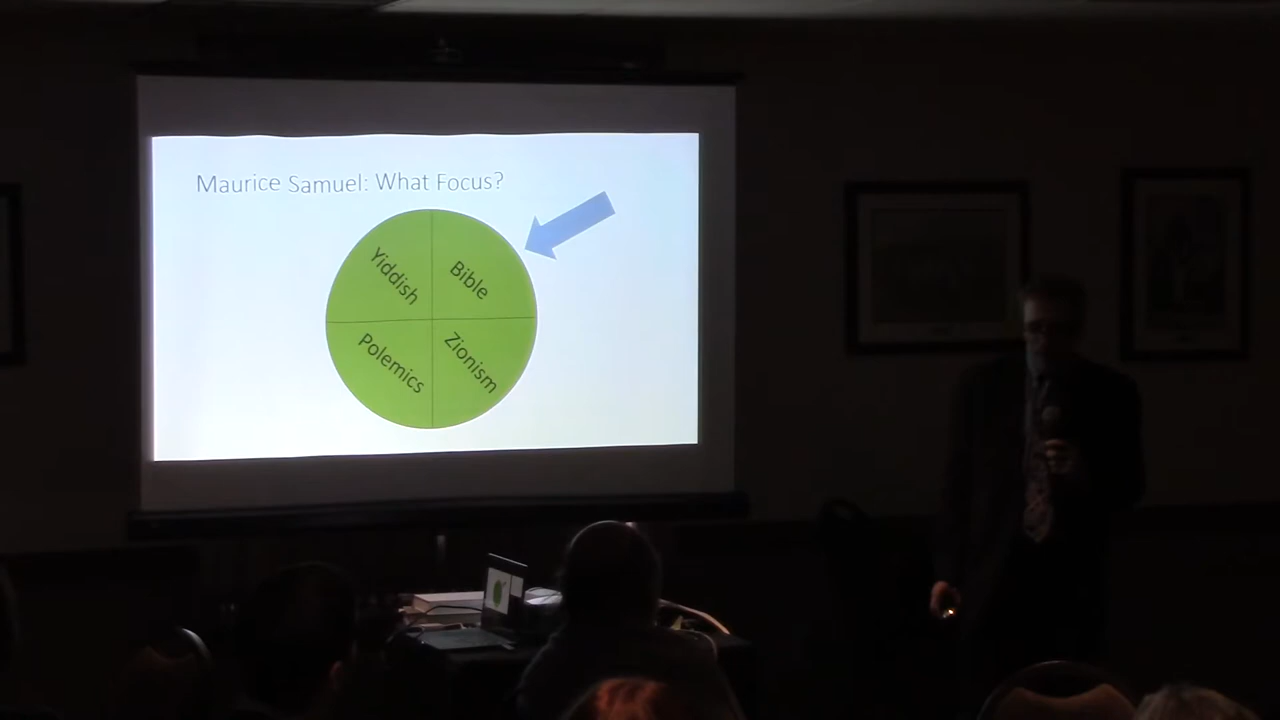 Maurice Samuel: What Focus?
Yiddish
Bible
Polemics
Zionism